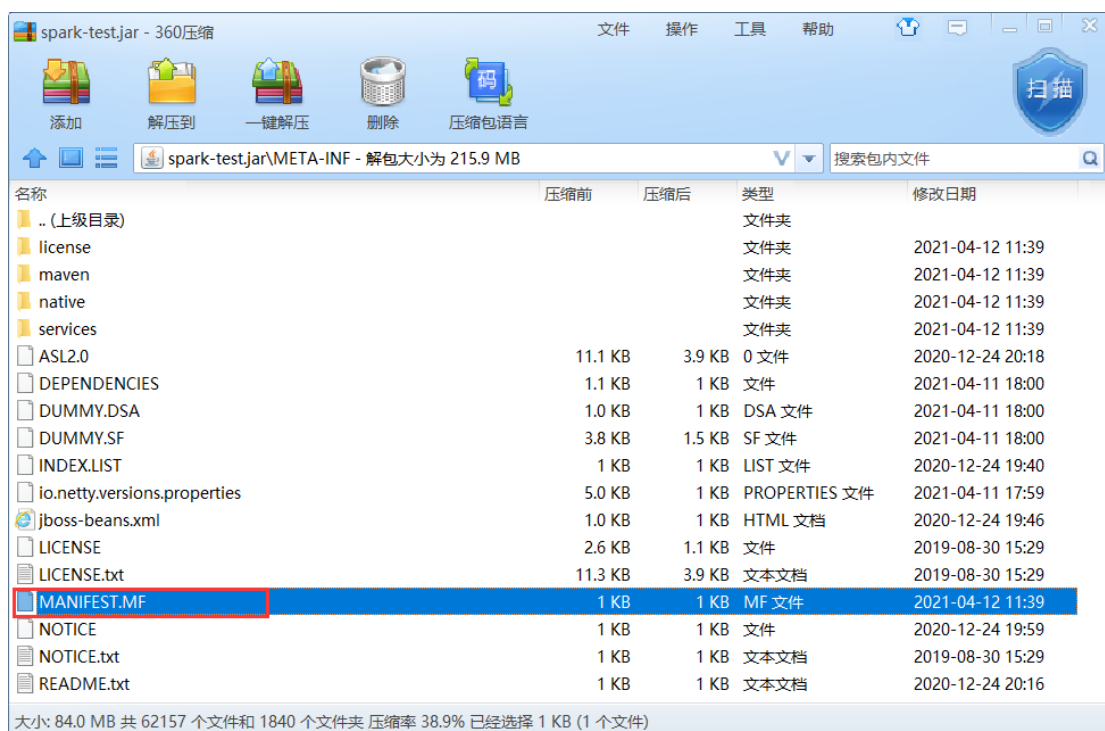 spark-test.jar - 360压缩 文件 操作 工具 帮助
添加 解压到 一键解压 删除 码 压缩包语言 扫描
spark-test.jar\META-INF - 解包大小为 215.9 MB 搜索包内文件
名称 压缩前 压缩后 类型 修改日期
.. (上级目录) 文件夹
license 文件夹 2021-04-12 11:39
maven 文件夹 2021-04-12 11:39
native 文件夹 2021-04-12 11:39
services 文件夹 2021-04-12 11:39
ASL2.0 11.1 KB 3.9 KB 0 文件 2020-12-24 20:18
DEPENDENCIES 1.1 KB 1 KB 文件 2021-04-11 18:00
DUMMY.DSA 1.0 KB 1 KB DSA 文件 2021-04-11 18:00
DUMMY.SF 3.8 KB 1.5 KB SF 文件 2021-04-11 18:00
INDEX.LIST 1 KB 1 KB LIST 文件 2020-12-24 19:40
io.netty.versions.properties 5.0 KB 1 KB PROPERTIES 文件 2021-04-11 17:59
jboss-beans.xml 1.0 KB 1 KB HTML 文档 2020-12-24 19:46
LICENSE 2.6 KB 1.1 KB 文件 2019-08-30 15:29
LICENSE.txt 11.3 KB 3.9 KB 文本文档 2019-08-30 15:29
MANIFEST.MF 1 KB 1 KB MF 文件 2021-04-12 11:39
NOTICE 1 KB 1 KB 文件 2020-12-24 19:59
NOTICE.txt 1 KB 1 KB 文本文档 2019-08-30 15:29
README.txt 1 KB 1 KB 文本文档 2020-12-24 20:16
大小: 84.0 MB 共 62157 个文件和 1840 个文件夹 压缩率 38.9% 已经选择 1 KB (1 个文件)